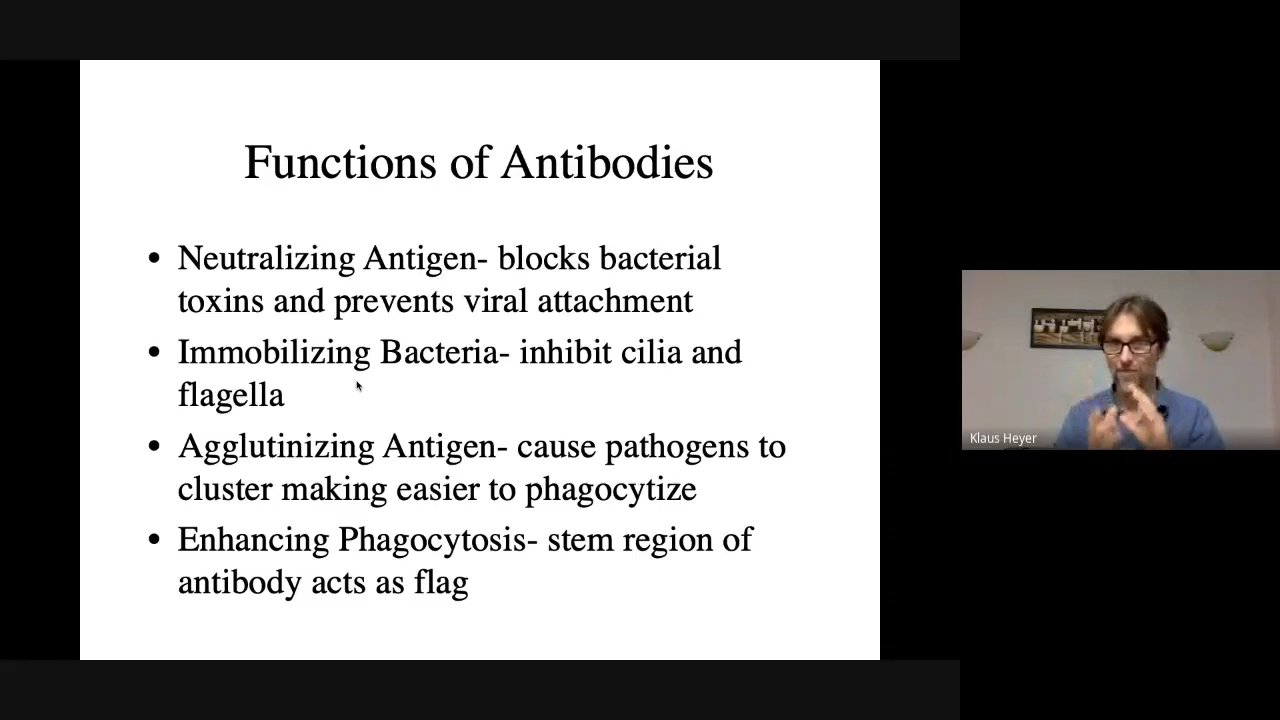 Functions of Antibodies
• Neutralizing Antigen- blocks bacterial
toxins and prevents viral attachment
• Immobilizing Bacteria- inhibit cilia and
flagella
• Agglutinizing Antigen- cause pathogens to
cluster making easier to phagocytize
• Enhancing Phagocytosis- stem region of
antibody acts as flag
Klaus Heyer